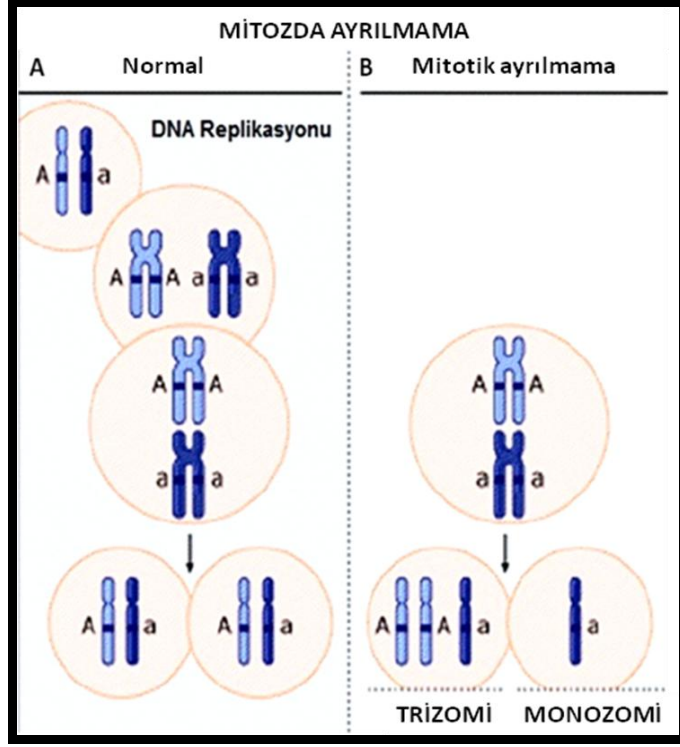 MİTOZDA AYRILMAMA
A Normal
B Mitotik ayrılmama
DNA Replikasyonu
A a
A A a a
A A
a a
A a
A a
A A
a a
A A a
a
TRİZOMİ
MONOZOMİ